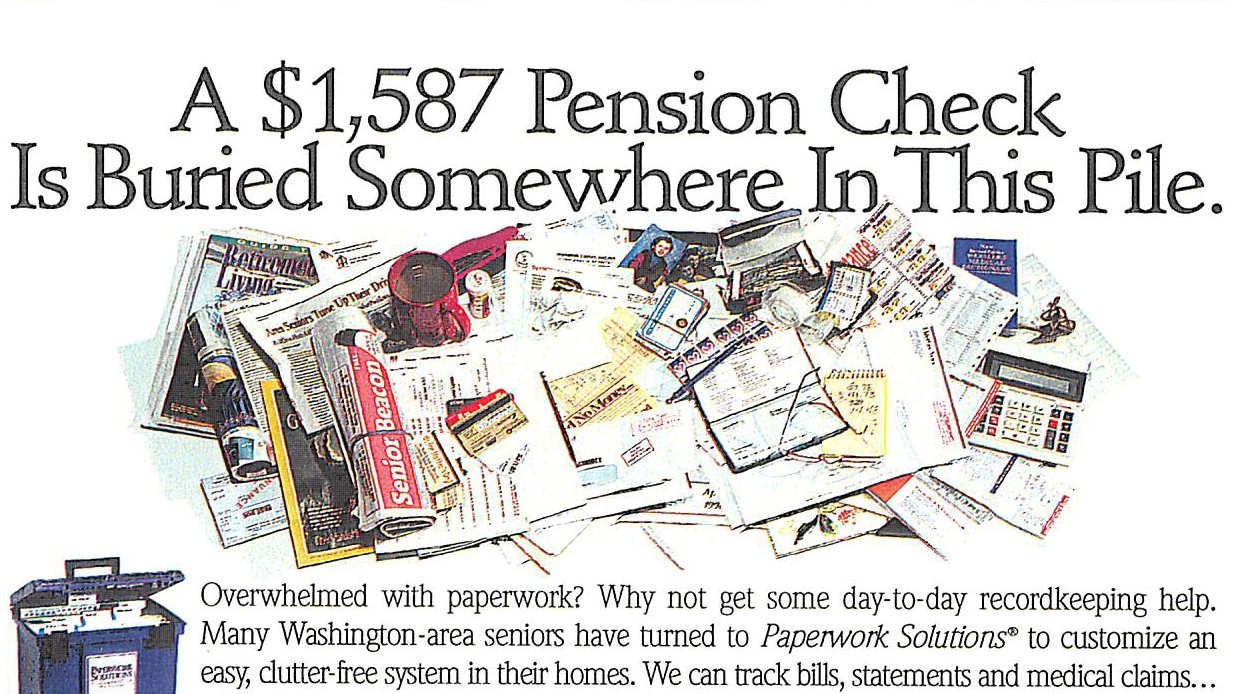 A $1,587 Pension Check
Is Buried Somewhere In This Pile.
Retirement
Living
Area Seniors Tune Up Their Dri
Senior Beacon
No Money
PAPERWORK
SOLUTIONS
Overwhelmed with paperwork? Why not get some day-to-day recordkeeping help.
Many Washington-area seniors have turned to Paperwork Solutions® to customize an
easy, clutter-free system in their homes. We can track bills, statements and medical claims...